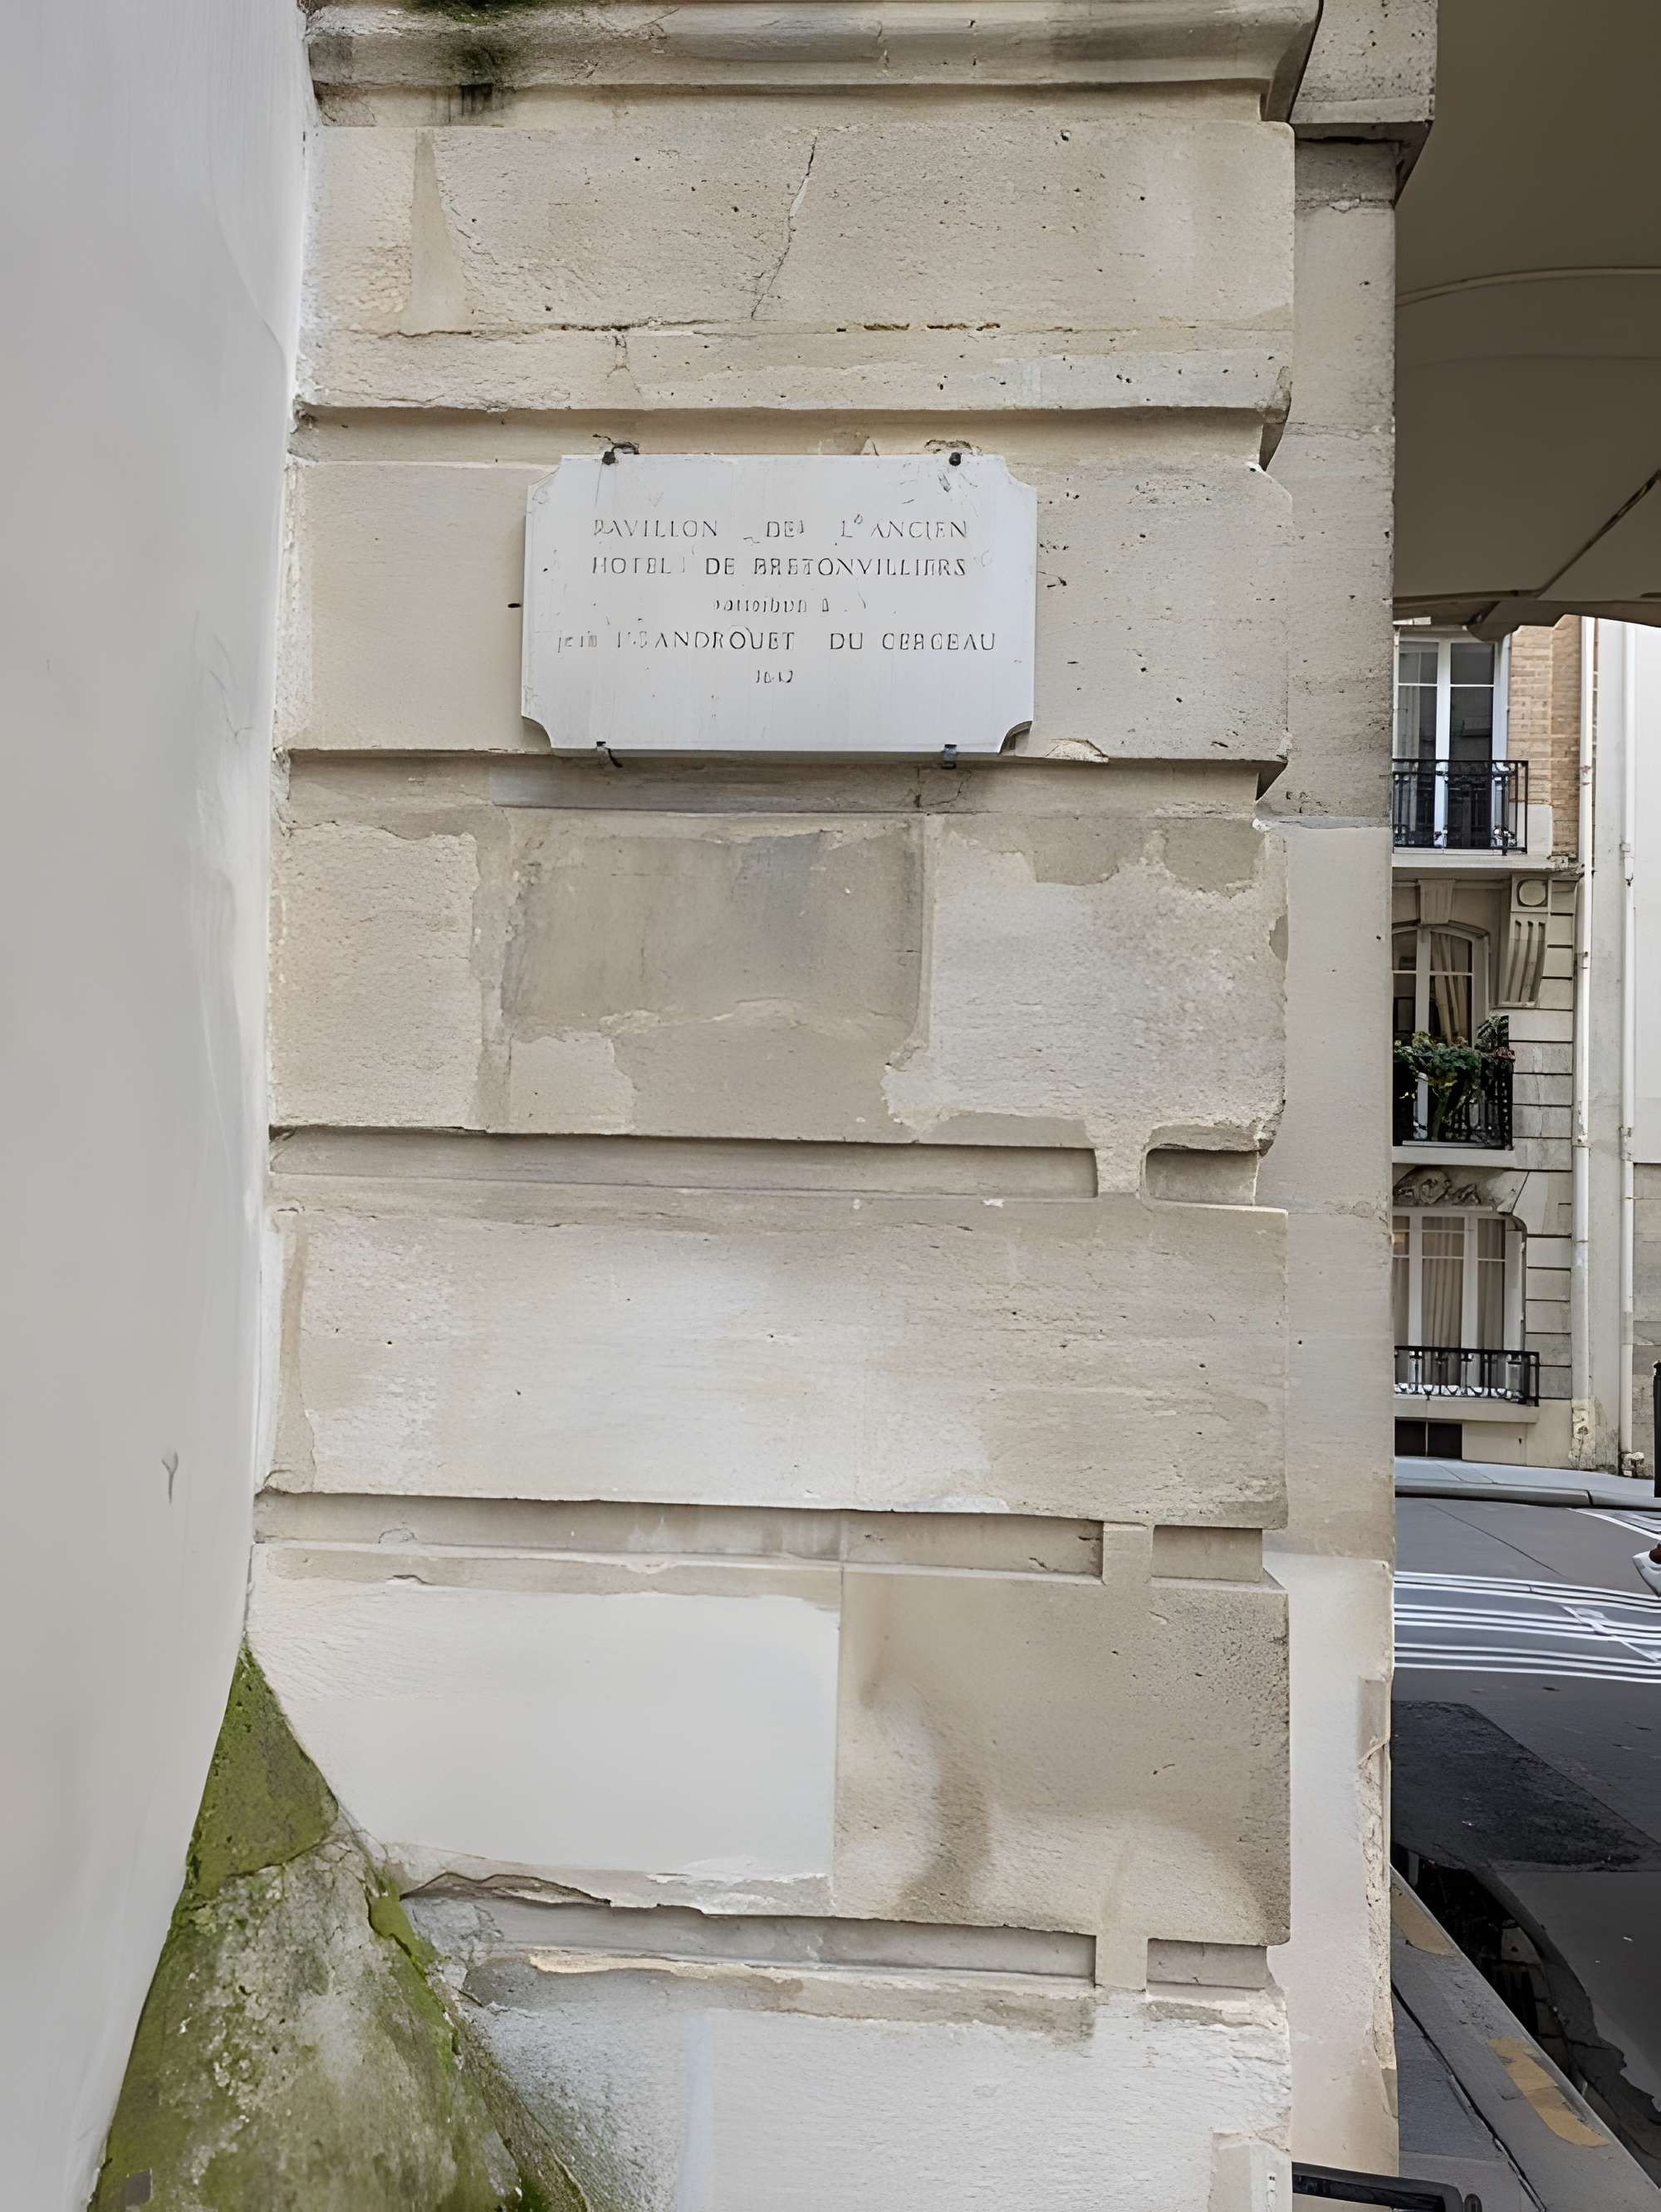 PAVILLON DE L'ANCIEN
HOTEL DE BRETONVILLIERS
ANDROUET DU CERCEAU